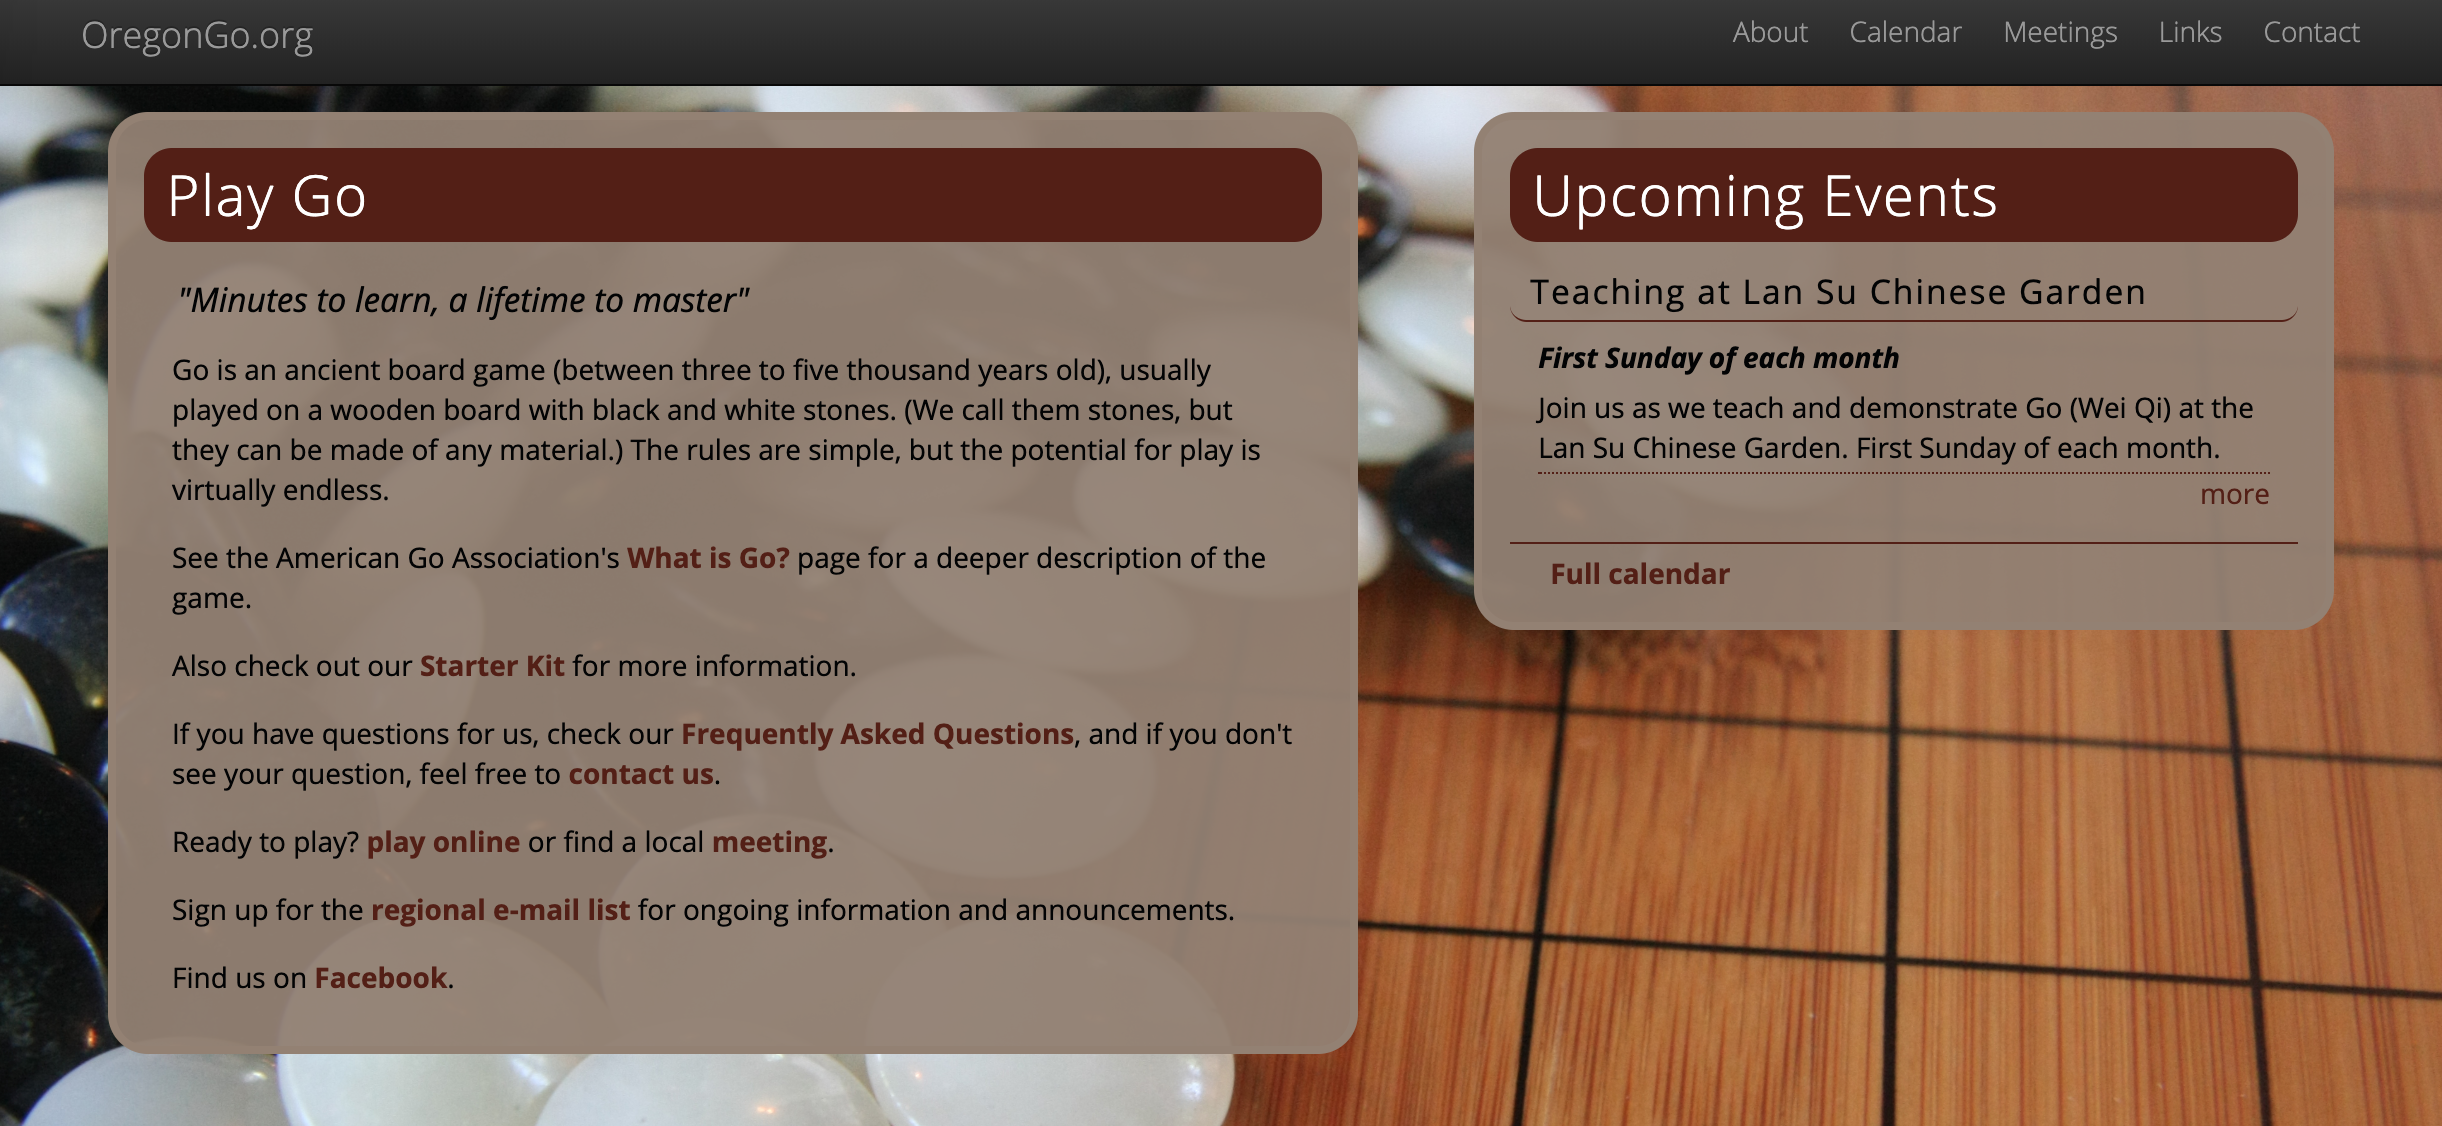 OregonGo.org
About Calendar Meetings Links Contact
Play Go
"Minutes to learn, a lifetime to master"
Go is an ancient board game (between three to five thousand years old), usually
played on a wooden board with black and white stones. (We call them stones, but
they can be made of any material.) The rules are simple, but the potential for play is
virtually endless.
See the American Go Association's What is Go? page for a deeper description of the
game.
Also check out our Starter Kit for more information.
If you have questions for us, check our Frequently Asked Questions, and if you don't
see your question, feel free to contact us.
Ready to play? play online or find a local meeting.
Sign up for the regional e-mail list for ongoing information and announcements.
Find us on Facebook.
Upcoming Events
Teaching at Lan Su Chinese Garden
First Sunday of each month
Join us as we teach and demonstrate Go (Wei Qi) at the
Lan Su Chinese Garden. First Sunday of each month.
more
Full calendar